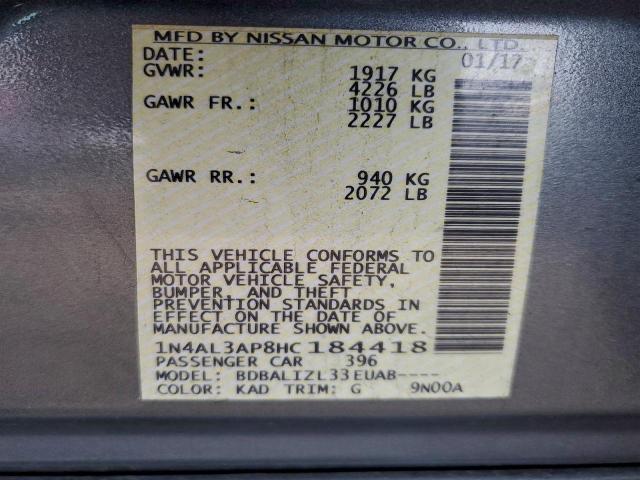 MFD BY NISSAN MOTOR CO., LTD.
DATE: 01/17
GVWR: 1917 KG
4226 LB
GAWR FR.: 1010 KG
2227 LB
GAWR RR.: 940 KG
2072 LB
THIS VEHICLE CONFORMS TO
ALL APPLICABLE FEDERAL
MOTOR VEHICLE SAFETY,
BUMPER, AND THEFT
PREVENTION STANDARDS IN
EFFECT ON THE DATE OF
MANUFACTURE SHOWN ABOVE.
1N4AL3AP8HC184418
PASSENGER CAR 396
MODEL: BDBALIZL33EUAB----
COLOR: KAD TRIM: G 9N00A